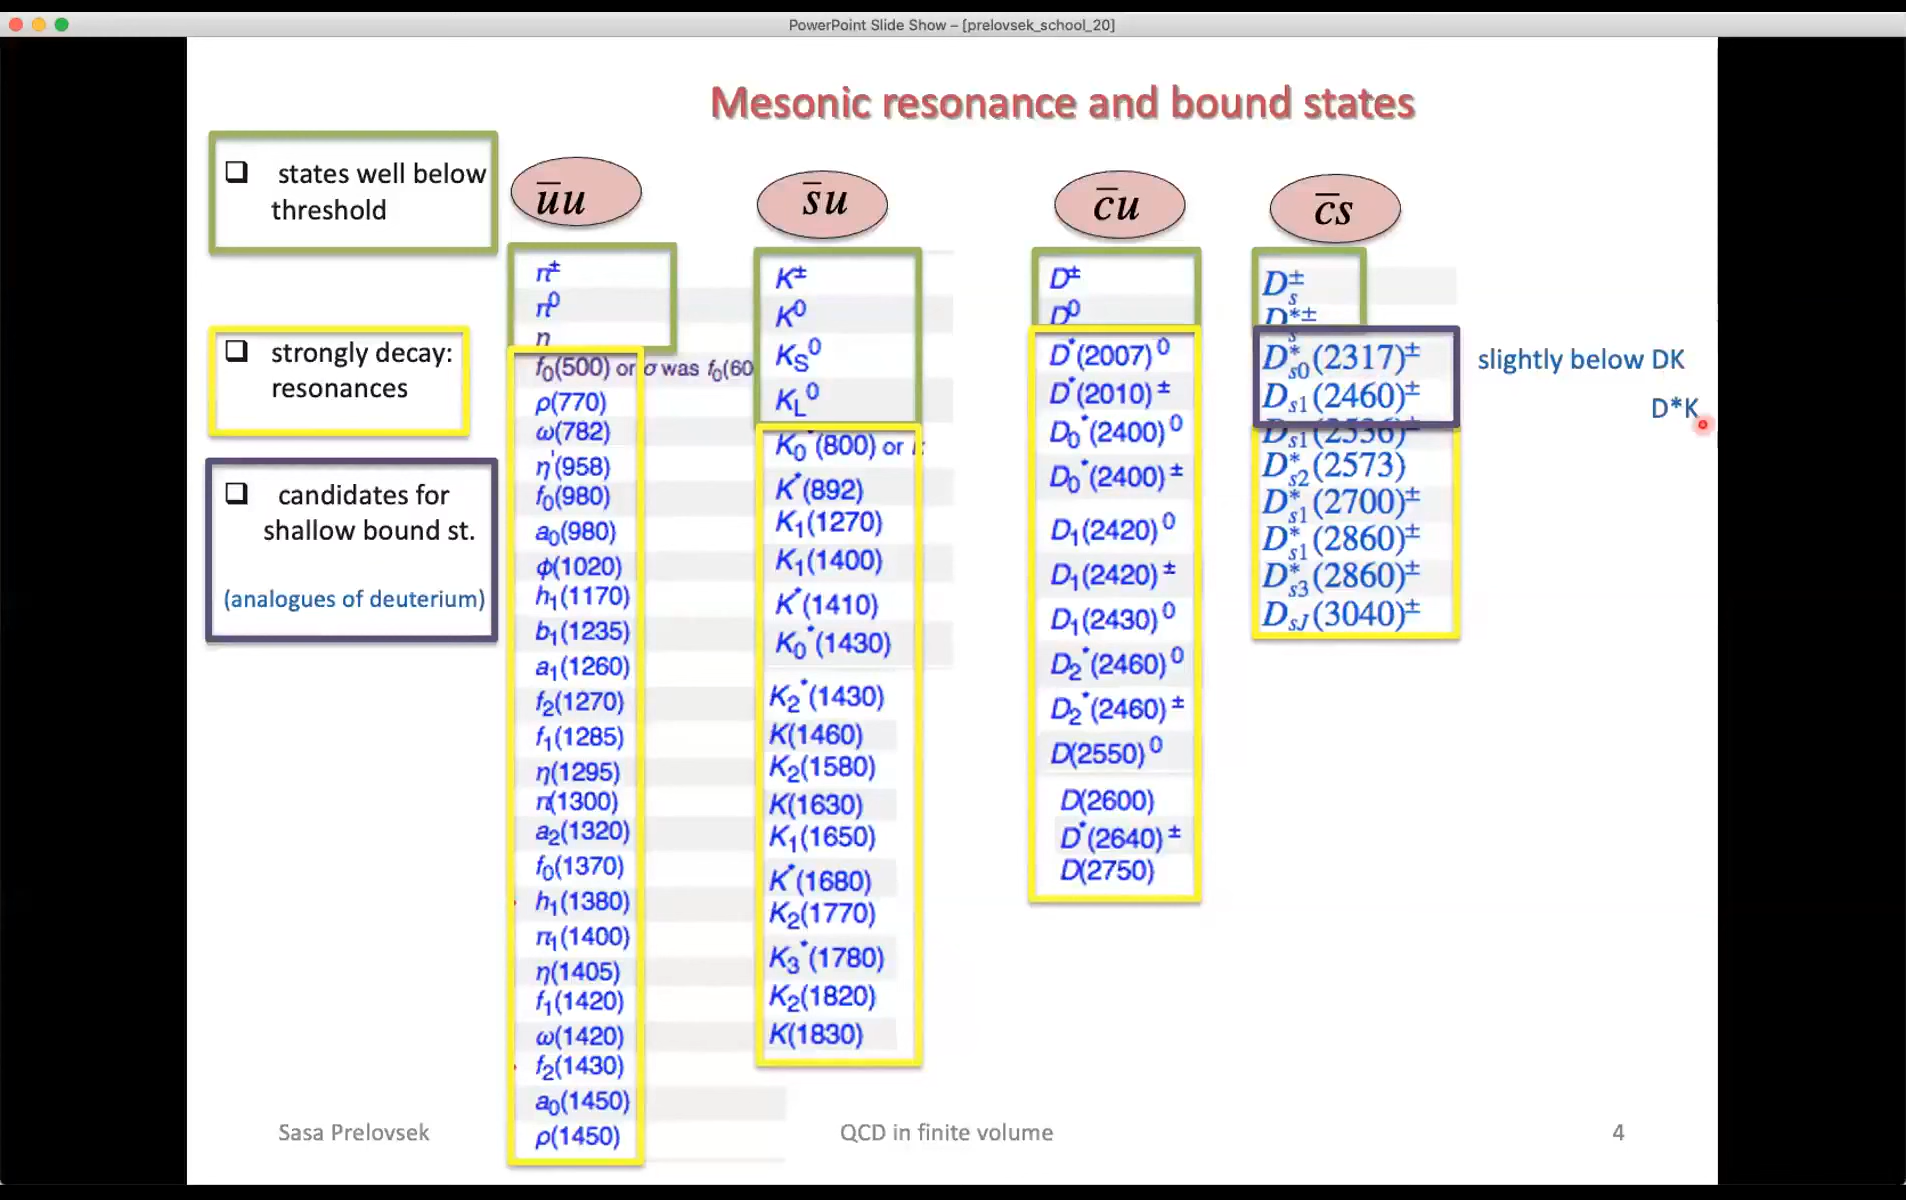 PowerPoint Slide Show – [prelovsek_school_20]
Mesonic resonance and bound states
❑ states well below
threshold
❑ strongly decay:
resonances
❑ candidates for
shallow bound st.
(analogues of deuterium)
u̅u
π±
π0
η
f0(500) or σ was f0(60
ρ(770)
ω(782)
η'(958)
f0(980)
a0(980)
ϕ(1020)
h1(1170)
b1(1235)
a1(1260)
f2(1270)
f1(1285)
η(1295)
π(1300)
a2(1320)
f0(1370)
h1(1380)
π1(1400)
η(1405)
f1(1420)
ω(1420)
f2(1430)
a0(1450)
ρ(1450)
s̅u
K±
K0
KS0
KL0
K0*(800) or
K*(892)
K1(1270)
K1(1400)
K*(1410)
K0*(1430)
K2*(1430)
K(1460)
K2(1580)
K(1630)
K1(1650)
K*(1680)
K2(1770)
K3*(1780)
K2(1820)
K(1830)
c̅u
D±
D0
D*(2007)0
D*(2010)±
D0*(2400)0
D0*(2400)±
D1(2420)0
D1(2420)±
D1(2430)0
D2*(2460)0
D2*(2460)±
D(2550)0
D(2600)
D*(2640)±
D(2750)
c̅s
Ds±
Ds*±
Ds0*(2317)±
Ds1(2460)±
Ds1(2536)±
Ds2*(2573)
Ds1*(2700)±
Ds1*(2860)±
Ds3*(2860)±
DsJ(3040)±
slightly below DK
D*K
Sasa Prelovsek
QCD in finite volume
4